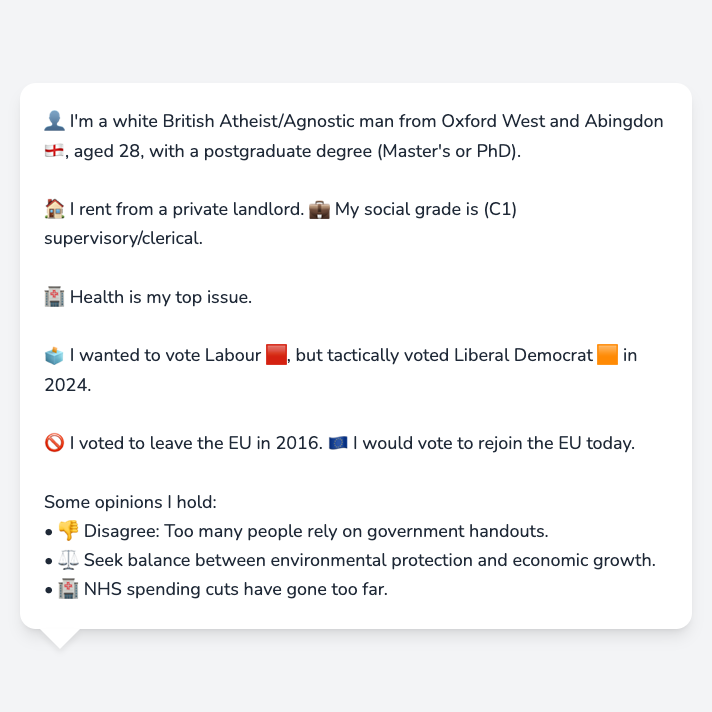 👤 I'm a white British Atheist/Agnostic man from Oxford West and Abingdon
🏴󠁧󠁢󠁥󠁮󠁧󠁿, aged 28, with a postgraduate degree (Master's or PhD).
🏠 I rent from a private landlord. 💼 My social grade is (C1)
supervisory/clerical.
🏥 Health is my top issue.
🗳️ I wanted to vote Labour 🟥, but tactically voted Liberal Democrat 🟧 in
2024.
🚫 I voted to leave the EU in 2016. 🇪🇺 I would vote to rejoin the EU today.
Some opinions I hold:
• 👎 Disagree: Too many people rely on government handouts.
• ⚖️ Seek balance between environmental protection and economic growth.
• 🏥 NHS spending cuts have gone too far.